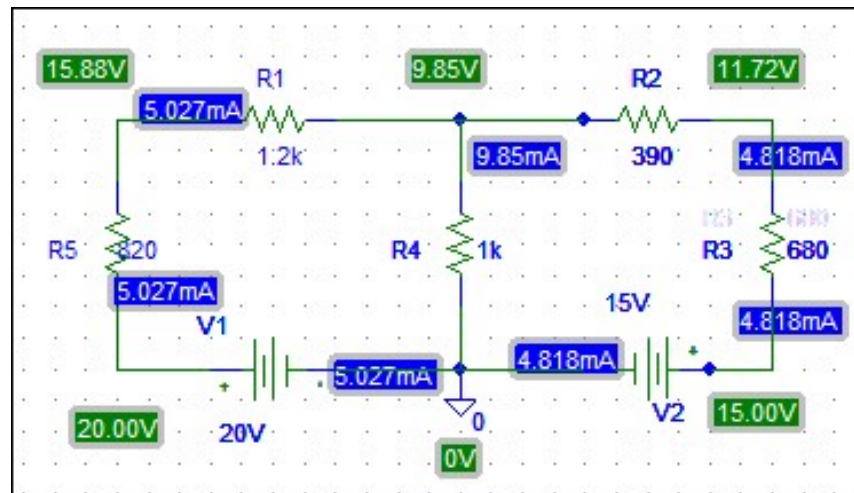 15.88V 9.85V 11.72V
R1 R2
5.027mA
1.2k 9.85mA 390 4.818mA
R5 820 R4 1k R3 680
5.027mA
V1 15V 4.818mA
+ 5.027mA 4.818mA +
20.00V 20V 0 V2 15.00V
0V